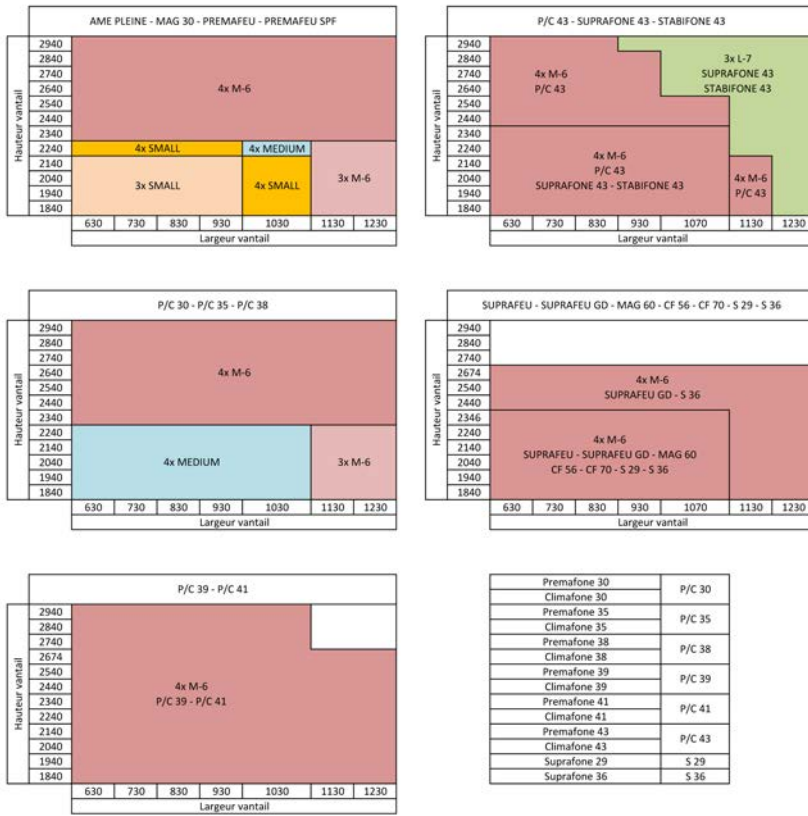 AME PLEINE - MAG 30 - PREMAFEU - PREMAFEU SPF
Hauteur vantail
2940
2840
2740
2640
2540
2440
2340
2240
2140
2040
1940
1840
4x M-6
4x SMALL
4x MEDIUM
3x SMALL
4x SMALL
3x M-6
630 730 830 930 1030 1130 1230
Largeur vantail
P/C 43 - SUPRAFONE 43 - STABIFONE 43
Hauteur vantail
2940
2840
2740
2640
2540
2440
2340
2240
2140
2040
1940
1840
4x M-6
P/C 43
3x L-7
SUPRAFONE 43
STABIFONE 43
4x M-6
P/C 43
SUPRAFONE 43 - STABIFONE 43
4x M-6
P/C 43
630 730 830 930 1070 1130 1230
Largeur vantail
P/C 30 - P/C 35 - P/C 38
Hauteur vantail
2940
2840
2740
2640
2540
2440
2340
2240
2140
2040
1940
1840
4x M-6
4x MEDIUM
3x M-6
630 730 830 930 1030 1130 1230
Largeur vantail
SUPRAFEU - SUPRAFEU GD - MAG 60 - CF 56 - CF 70 - S 29 - S 36
Hauteur vantail
2940
2840
2740
2674
2540
2440
2346
2240
2140
2040
1940
1840
4x M-6
SUPRAFEU GD - S 36
4x M-6
SUPRAFEU - SUPRAFEU GD - MAG 60
CF 56 - CF 70 - S 29 - S 36
630 730 830 930 1070 1130 1230
Largeur vantail
P/C 39 - P/C 41
Hauteur vantail
2940
2840
2740
2674
2540
2440
2340
2240
2140
2040
1940
1840
4x M-6
P/C 39 - P/C 41
630 730 830 930 1030 1130 1230
Largeur vantail
Premafone 30
Climafone 30
P/C 30
Premafone 35
Climafone 35
P/C 35
Premafone 38
Climafone 38
P/C 38
Premafone 39
Climafone 39
P/C 39
Premafone 41
Climafone 41
P/C 41
Premafone 43
Climafone 43
P/C 43
Suprafone 29 S 29
Suprafone 36 S 36